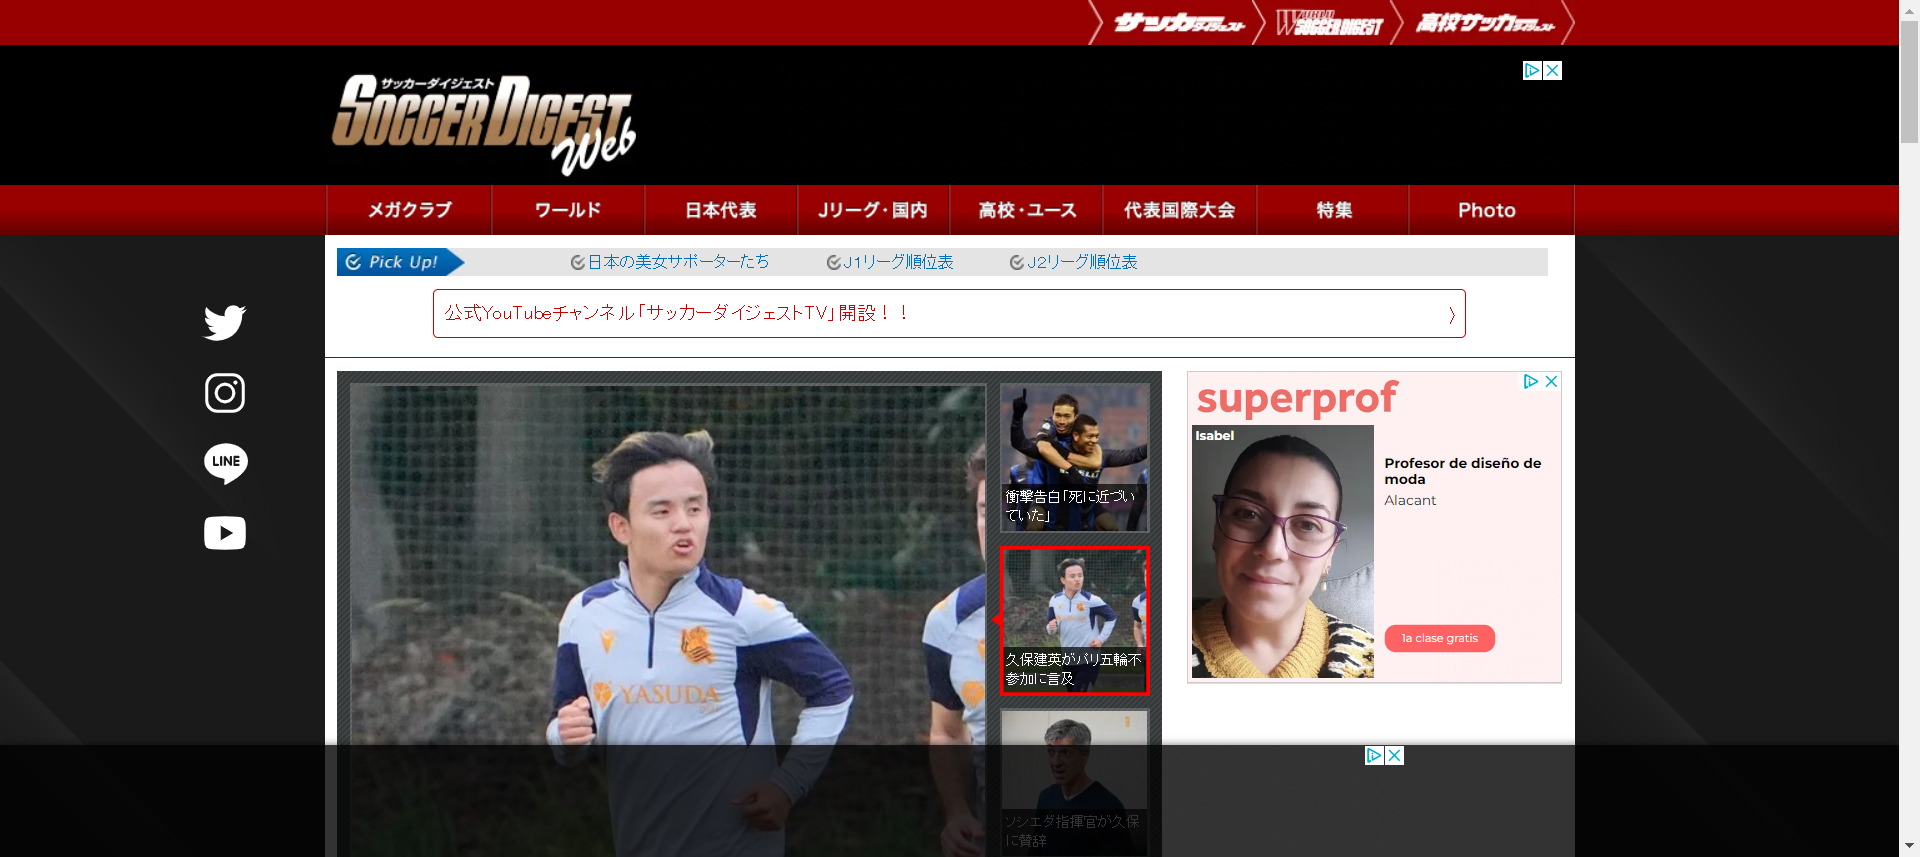 サッカーダイジェスト
WORLD SOCCER DIGEST
高校サッカーダイジェスト
サッカーダイジェスト
SOCCER DIGEST
Web
メガクラブ
ワールド
日本代表
Jリーグ・国内
高校・ユース
代表国際大会
特集
Photo
Pick Up!
日本の美女サポーターたち
J1リーグ順位表
J2リーグ順位表
公式YouTubeチャンネル「サッカーダイジェストTV」開設！！
LINE
YASUDA
衝撃告白「死に近づい
ていた」
久保建英がパリ五輪不
参加に言及
ソシエダ指揮官が久保
に賛辞
superprof
Isabel
Profesor de diseño de
moda
Alacant
1a clase gratis